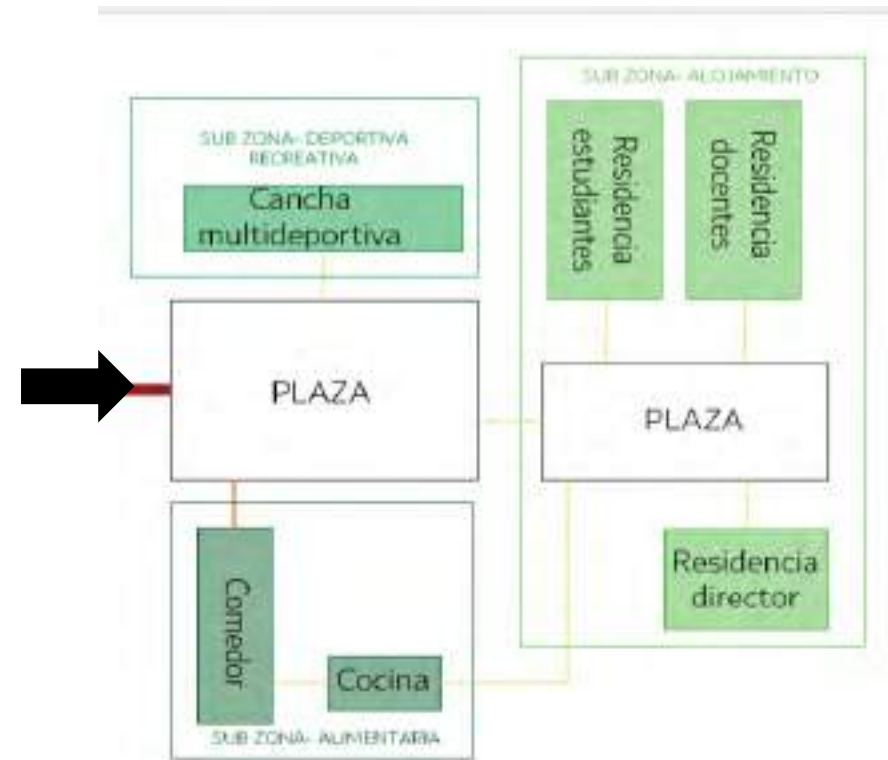 SUB ZONA- ALOJAMIENTO
SUB ZONA- DEPORTIVA
RECREATIVA
Cancha
multideportiva
Residencia
estudiantes
Residencia
docentes
PLAZA
PLAZA
Residencia
director
Comedor
Cocina
SUB ZONA- ALIMENTARIA